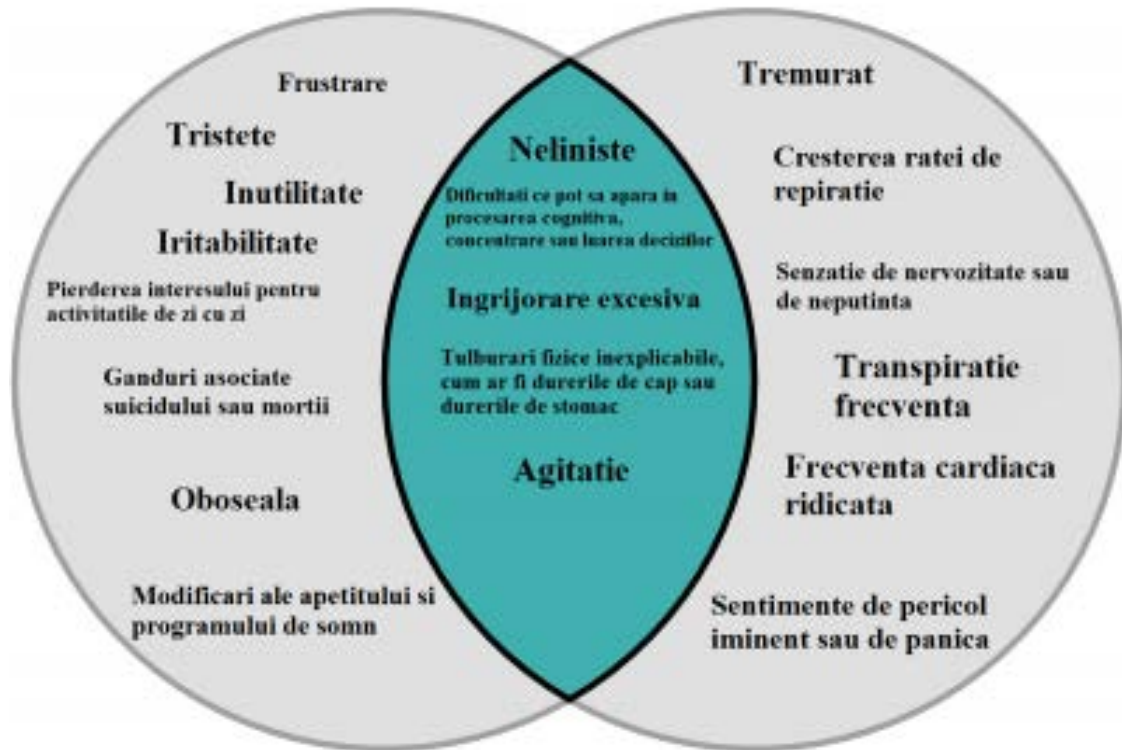 Frustrare
Tristete
Inutilitate
Iritabilitate
Pierderea interesului pentru
activitatile de zi cu zi
Ganduri asociate
suicidului sau mortii
Oboseala
Modificari ale apetitului si
programului de somn
Neliniste
Dificultati ce pot sa apara in
procesarea cognitiva,
concentrare sau luarea deciziilor
Ingrijorare excesiva
Tulburari fizice inexplicabile,
cum ar fi durerile de cap sau
durerile de stomac
Agitatie
Tremurat
Cresterea ratei de
repiratie
Senzatie de nervozitate sau
de neputinta
Transpiratie
frecventa
Frecventa cardiaca
ridicata
Sentimente de pericol
iminent sau de panica